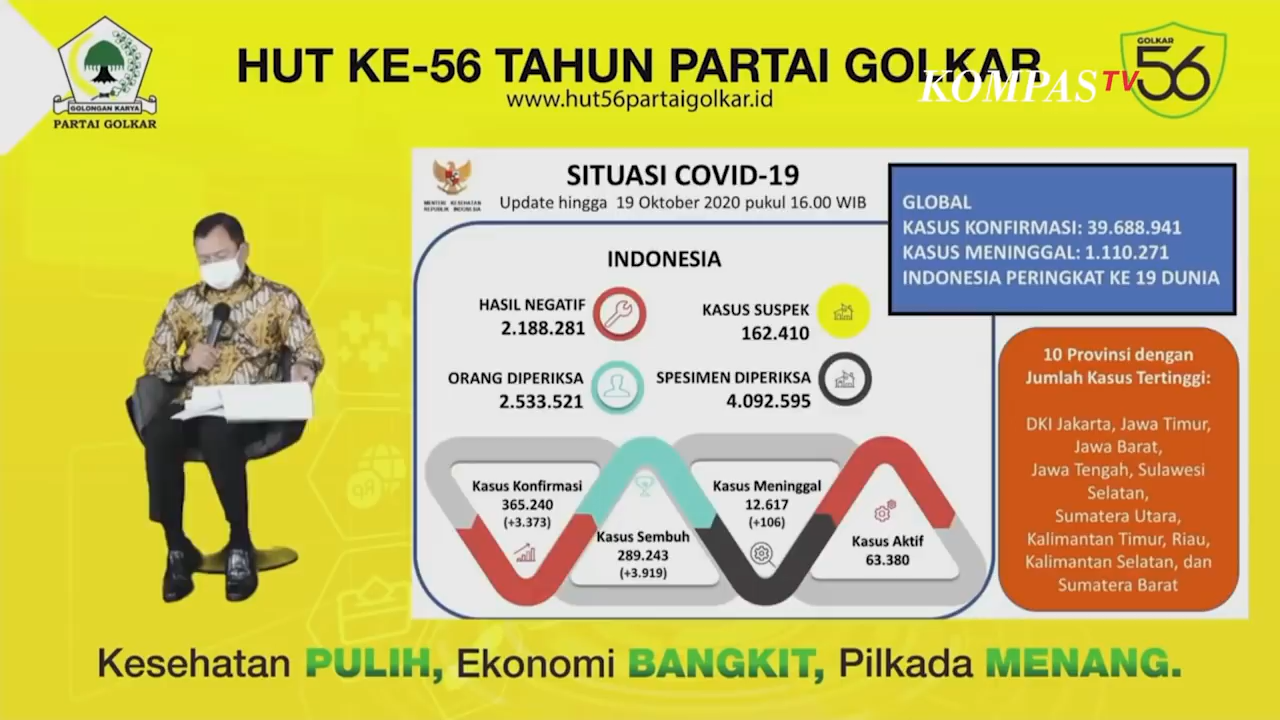 HUT KE-56 TAHUN PARTAI GOLKAR
www.hut56partaigolkar.id
GOLONGAN KARYA
PARTAI GOLKAR
KOMPASTV
GOLKAR
56
MENTERI KESEHATAN
REPUBLIK INDONESIA
SITUASI COVID-19
Update hingga 19 Oktober 2020 pukul 16.00 WIB
GLOBAL
KASUS KONFIRMASI: 39.688.941
KASUS MENINGGAL: 1.110.271
INDONESIA PERINGKAT KE 19 DUNIA
INDONESIA
HASIL NEGATIF
2.188.281
KASUS SUSPEK
162.410
ORANG DIPERIKSA
2.533.521
SPESIMEN DIPERIKSA
4.092.595
Kasus Konfirmasi
365.240
(+3.373)
Kasus Sembuh
289.243
(+3.919)
Kasus Meninggal
12.617
(+106)
Kasus Aktif
63.380
10 Provinsi dengan
Jumlah Kasus Tertinggi:
DKI Jakarta, Jawa Timur,
Jawa Barat,
Jawa Tengah, Sulawesi
Selatan,
Sumatera Utara,
Kalimantan Timur, Riau,
Kalimantan Selatan, dan
Sumatera Barat
Rp
Kesehatan PULIH, Ekonomi BANGKIT, Pilkada MENANG.